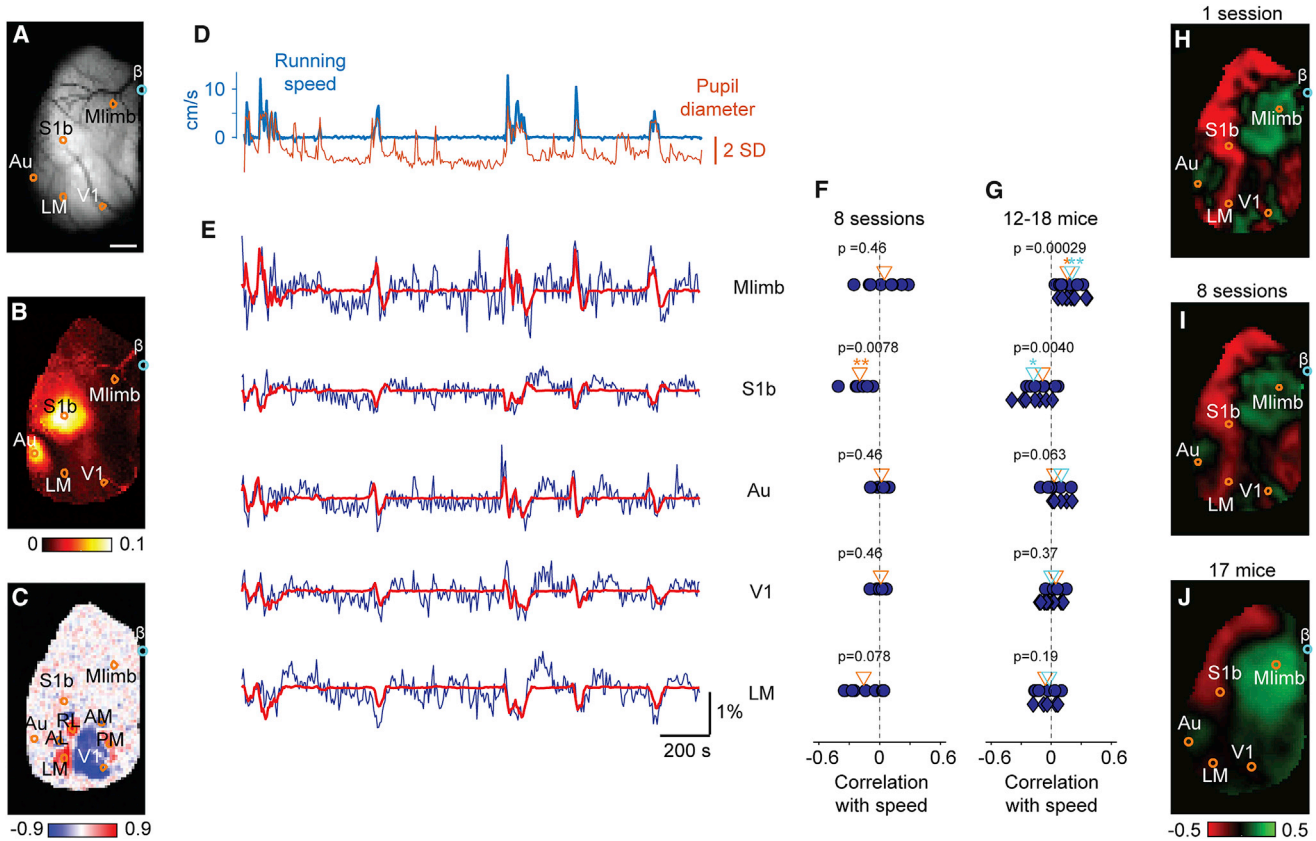 A
β
Mlimb
S1b
Au
LM
V1
B
β
Mlimb
S1b
Au
LM
V1
0
0.1
C
β
Mlimb
S1b
Au
RL
AM
AL
PM
V1
LM
-0.9
0.9
D
Running
speed
cm/s
10
0
Pupil
diameter
2 SD
E
Mlimb
S1b
Au
V1
LM
1%
200 s
F
8 sessions
p =0.46
p=0.0078
**
p=0.46
p=0.46
p=0.078
-0.6
0
0.6
Correlation
with speed
G
12-18 mice
p =0.00029
* **
p=0.0040
*
p=0.063
p=0.37
p=0.19
-0.6
0
0.6
Correlation
with speed
1 session
H
β
Mlimb
S1b
Au
LM
V1
8 sessions
I
β
Mlimb
S1b
Au
LM
V1
17 mice
J
β
Mlimb
S1b
Au
LM
V1
-0.5
0.5